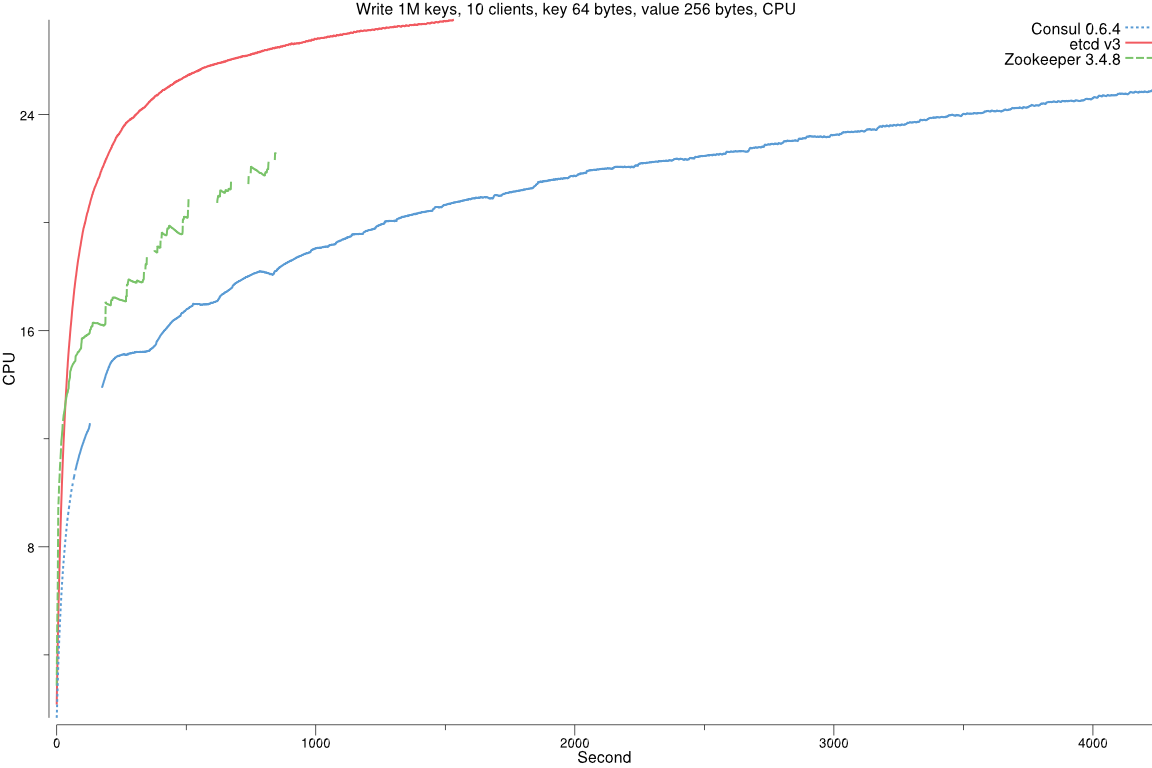 Write 1M keys, 10 clients, key 64 bytes, value 256 bytes, CPU
Consul 0.6.4
etcd v3
Zookeeper 3.4.8
24
16
8
CPU
0 1000 2000 3000 4000
Second